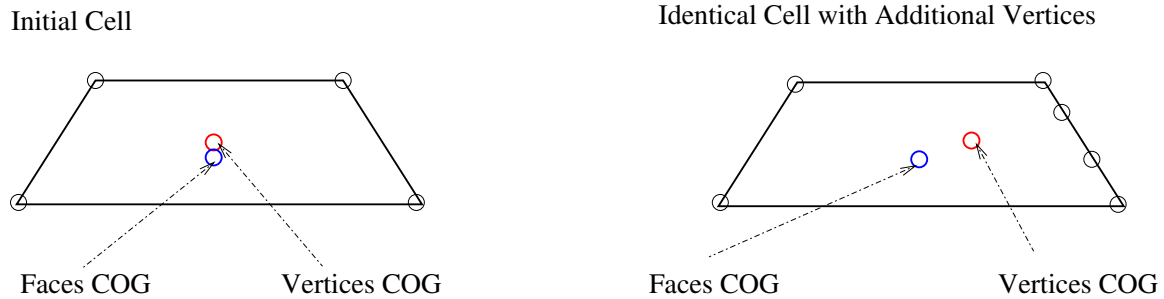 Initial Cell
Identical Cell with Additional Vertices
Faces COG
Vertices COG
Faces COG
Vertices COG